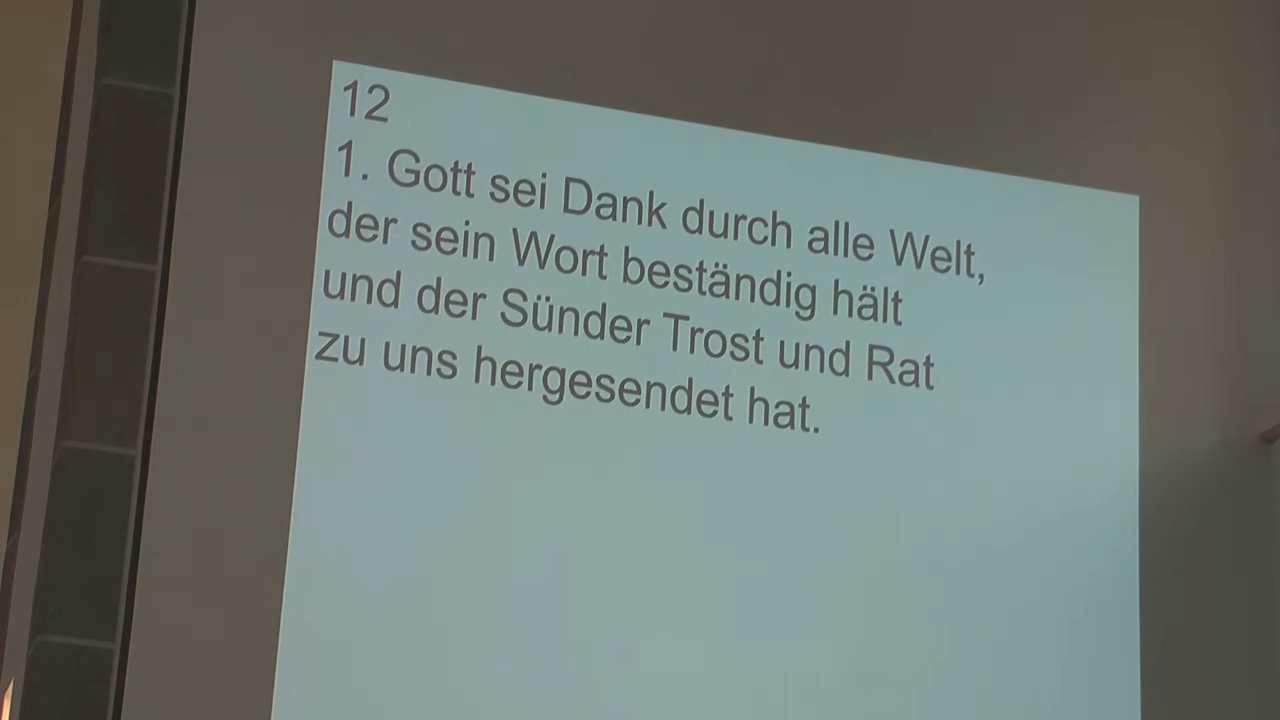 12
1. Gott sei Dank durch alle Welt,
der sein Wort beständig hält
und der Sünder Trost und Rat
zu uns hergesendet hat.